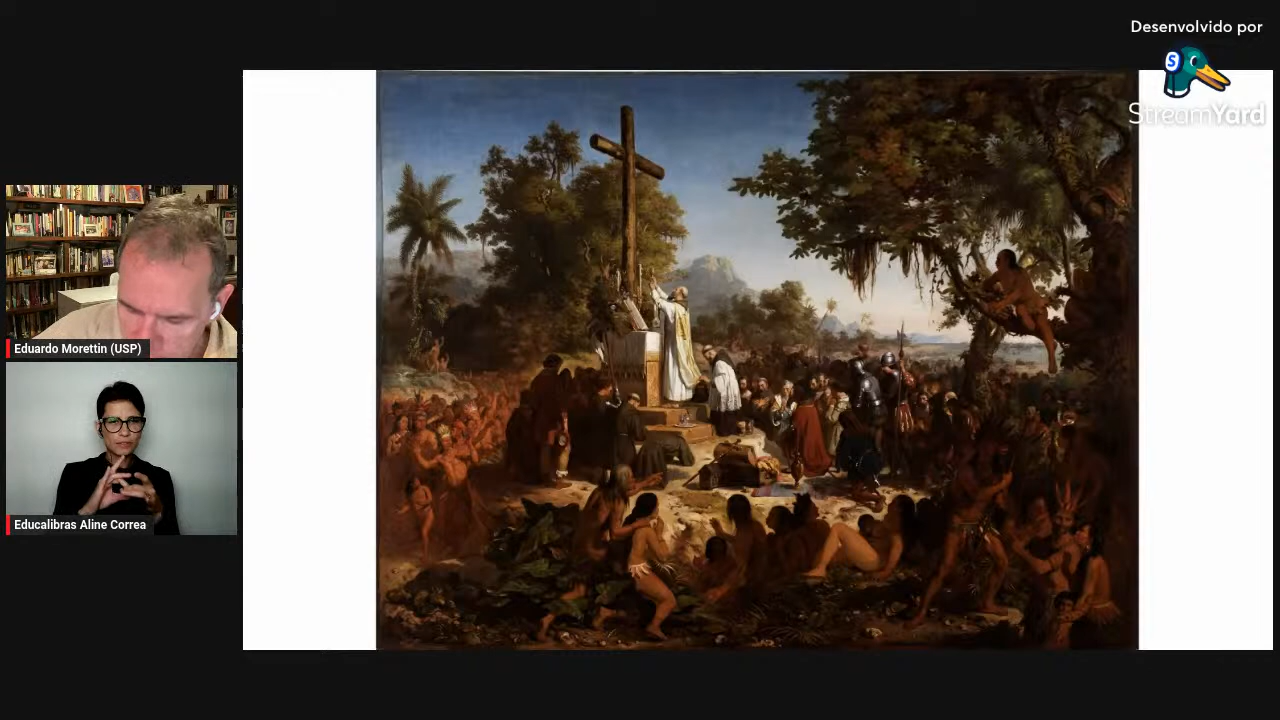 Desenvolvido por
S
StreamYard
Eduardo Morettin (USP)
Educalibras Aline Correa